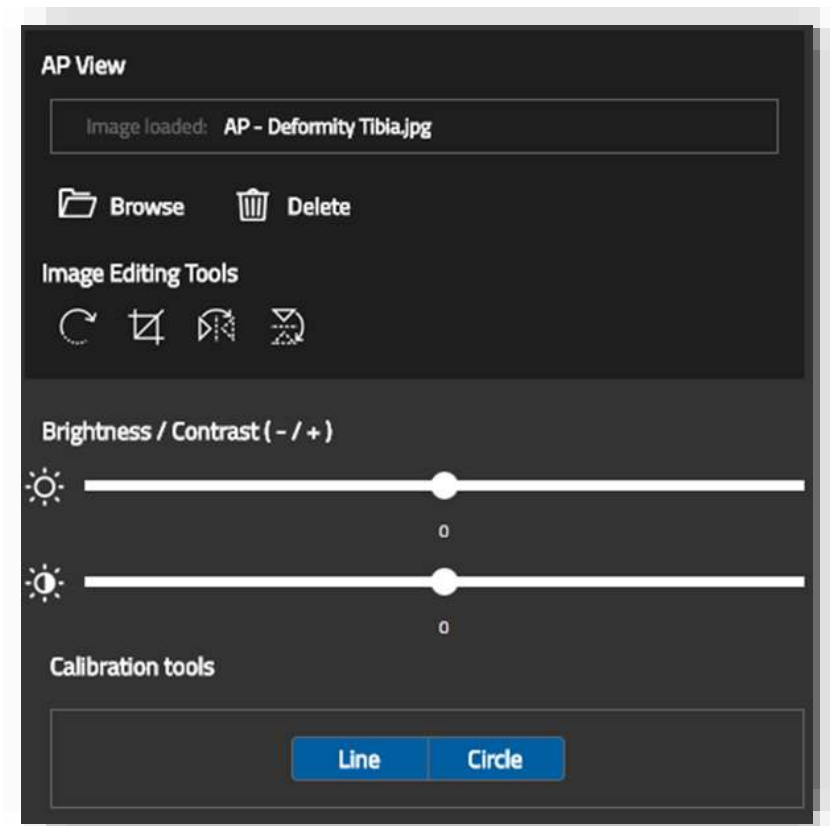 AP View
Image loaded: AP - Deformity Tibia.jpg
Browse Delete
Image Editing Tools
Brightness / Contrast ( - / + )
0
0
Calibration tools
Line Circle